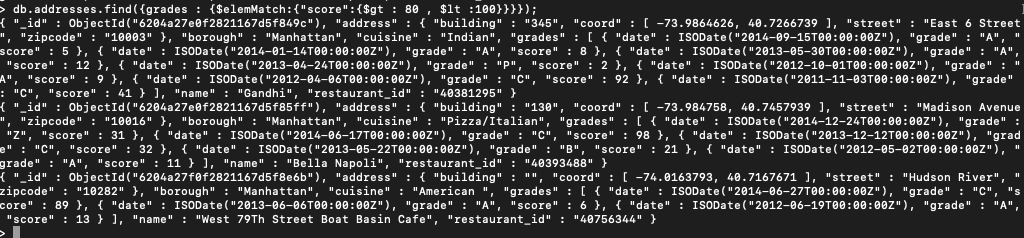 > db.addresses.find({grades : {$elemMatch:{"score":{$gt : 80 , $lt :100}}}});
{ "_id" : ObjectId("6204a27e0f2821167d5f849c"), "address" : { "building" : "345", "coord" : [ -73.9864626, 40.7266739 ], "street" : "East 6 Street"
, "zipcode" : "10003" }, "borough" : "Manhattan", "cuisine" : "Indian", "grades" : [ { "date" : ISODate("2014-09-15T00:00:00Z"), "grade" : "A", "
score" : 5 }, { "date" : ISODate("2014-01-14T00:00:00Z"), "grade" : "A", "score" : 8 }, { "date" : ISODate("2013-05-30T00:00:00Z"), "grade" : "A",
 "score" : 12 }, { "date" : ISODate("2013-04-24T00:00:00Z"), "grade" : "P", "score" : 2 }, { "date" : ISODate("2012-10-01T00:00:00Z"), "grade" : "
A", "score" : 9 }, { "date" : ISODate("2012-04-06T00:00:00Z"), "grade" : "C", "score" : 92 }, { "date" : ISODate("2011-11-03T00:00:00Z"), "grade" 
: "C", "score" : 41 } ], "name" : "Gandhi", "restaurant_id" : "40381295" }
{ "_id" : ObjectId("6204a27e0f2821167d5f85ff"), "address" : { "building" : "130", "coord" : [ -73.984758, 40.7457939 ], "street" : "Madison Avenue"
, "zipcode" : "10016" }, "borough" : "Manhattan", "cuisine" : "Pizza/Italian", "grades" : [ { "date" : ISODate("2014-12-24T00:00:00Z"), "grade" : 
"Z", "score" : 31 }, { "date" : ISODate("2014-06-17T00:00:00Z"), "grade" : "C", "score" : 98 }, { "date" : ISODate("2013-12-12T00:00:00Z"), "grad
e" : "C", "score" : 32 }, { "date" : ISODate("2013-05-22T00:00:00Z"), "grade" : "B", "score" : 21 }, { "date" : ISODate("2012-05-02T00:00:00Z"), "
grade" : "A", "score" : 11 } ], "name" : "Bella Napoli", "restaurant_id" : "40393488" }
{ "_id" : ObjectId("6204a27e0f2821167d5f8e6b"), "address" : { "building" : "", "coord" : [ -74.0163793, 40.7167671 ], "street" : "Hudson River", "
zipcode" : "10282" }, "borough" : "Manhattan", "cuisine" : "American ", "grades" : [ { "date" : ISODate("2014-06-27T00:00:00Z"), "grade" : "C", "s
core" : 89 }, { "date" : ISODate("2013-06-06T00:00:00Z"), "grade" : "A", "score" : 6 }, { "date" : ISODate("2012-06-19T00:00:00Z"), "grade" : "A",
 "score" : 13 } ], "name" : "West 79Th Street Boat Basin Cafe", "restaurant_id" : "40756344" }
>